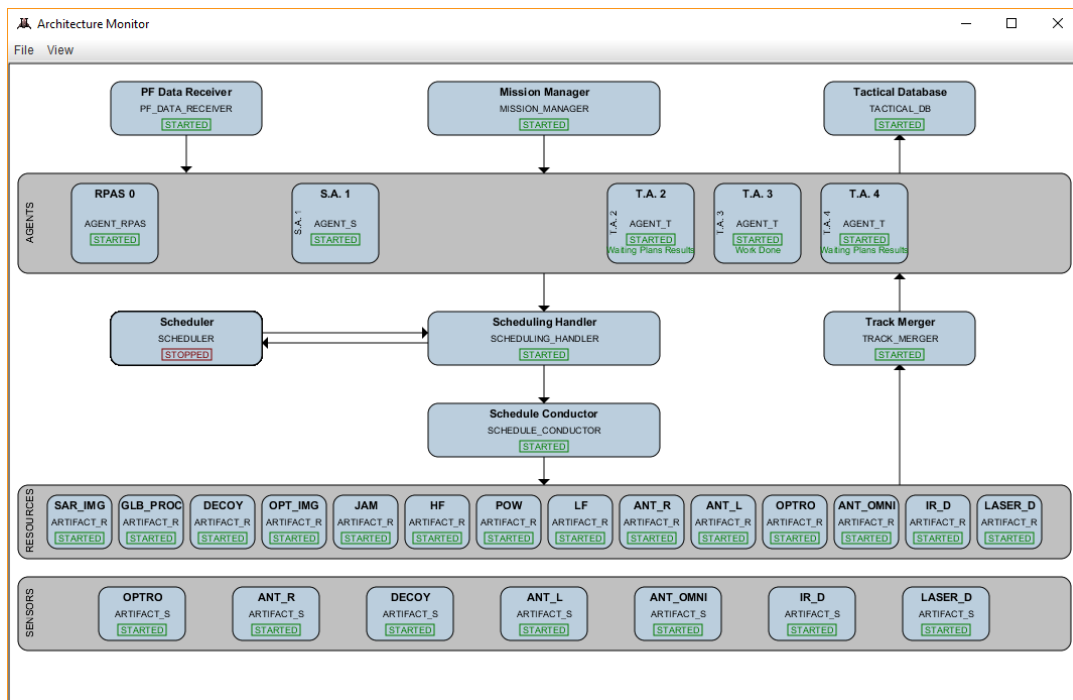 Architecture Monitor
File View
PF Data Receiver
PF_DATA_RECEIVER
STARTED
Mission Manager
MISSION_MANAGER
STARTED
Tactical Database
TACTICAL_DB
STARTED
AGENTS
RPAS 0
AGENT_RPAS
STARTED
S.A. 1
S.A. 1
AGENT_S
STARTED
T.A. 2
T.A. 2
AGENT_T
STARTED
Waiting Plans Results
T.A. 3
T.A. 3
AGENT_T
STARTED
Work Done
T.A. 4
T.A. 4
AGENT_T
STARTED
Waiting Plans Results
Scheduler
SCHEDULER
STOPPED
Scheduling Handler
SCHEDULING_HANDLER
STARTED
Track Merger
TRACK_MERGER
STARTED
Schedule Conductor
SCHEDULE_CONDUCTOR
STARTED
RESOURCES
SAR_IMG
ARTIFACT_R
STARTED
GLB_PROC
ARTIFACT_R
STARTED
DECOY
ARTIFACT_R
STARTED
OPT_IMG
ARTIFACT_R
STARTED
JAM
ARTIFACT_R
STARTED
HF
ARTIFACT_R
STARTED
POW
ARTIFACT_R
STARTED
LF
ARTIFACT_R
STARTED
ANT_R
ARTIFACT_R
STARTED
ANT_L
ARTIFACT_R
STARTED
OPTRO
ARTIFACT_R
STARTED
ANT_OMNI
ARTIFACT_R
STARTED
IR_D
ARTIFACT_R
STARTED
LASER_D
ARTIFACT_R
STARTED
SENSORS
OPTRO
ARTIFACT_S
STARTED
ANT_R
ARTIFACT_S
STARTED
DECOY
ARTIFACT_S
STARTED
ANT_L
ARTIFACT_S
STARTED
ANT_OMNI
ARTIFACT_S
STARTED
IR_D
ARTIFACT_S
STARTED
LASER_D
ARTIFACT_S
STARTED